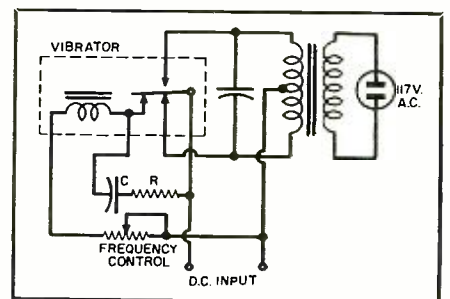 VIBRATOR
117V.
A.C.
C R
FREQUENCY
CONTROL
D.C. INPUT